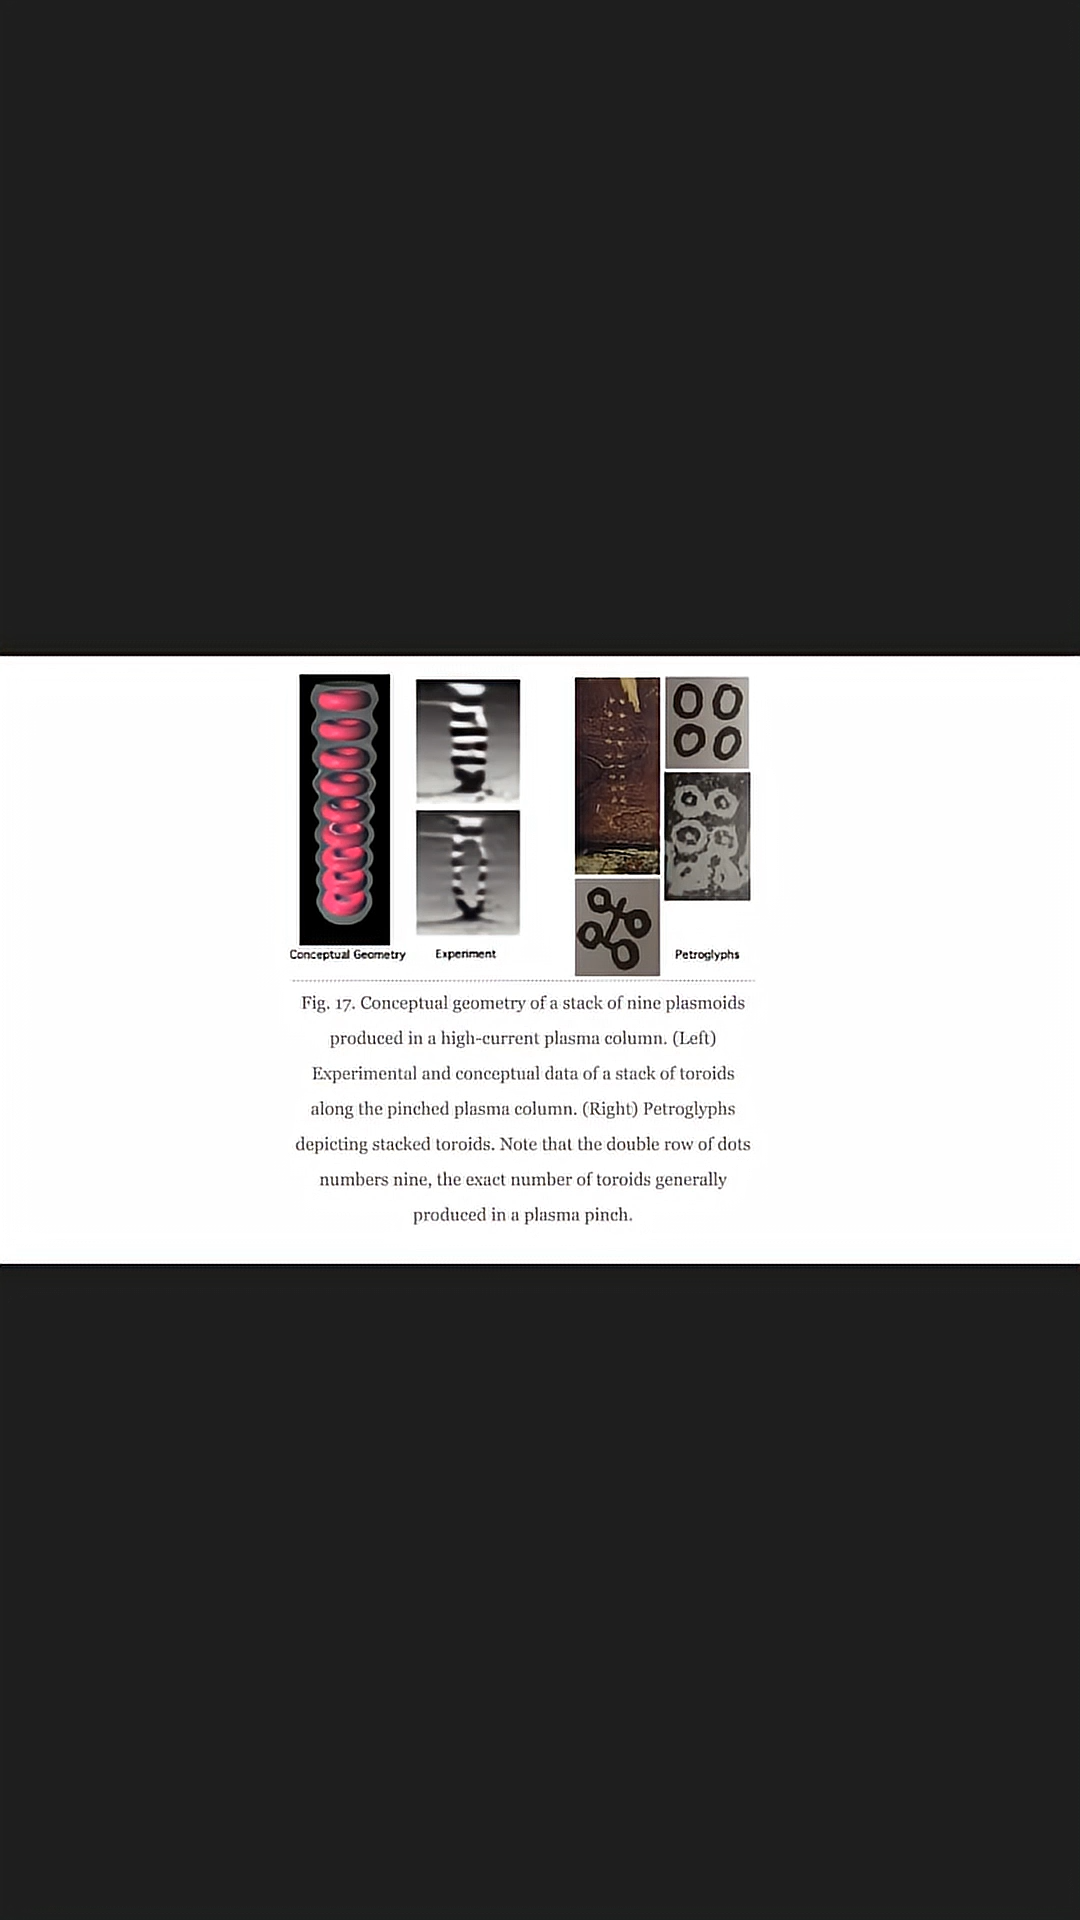 Conceptual Geometry
Experiment
Petroglyphs
Fig. 17. Conceptual geometry of a stack of nine plasmoids
produced in a high-current plasma column. (Left)
Experimental and conceptual data of a stack of toroids
along the pinched plasma column. (Right) Petroglyphs
depicting stacked toroids. Note that the double row of dots
numbers nine, the exact number of toroids generally
produced in a plasma pinch.